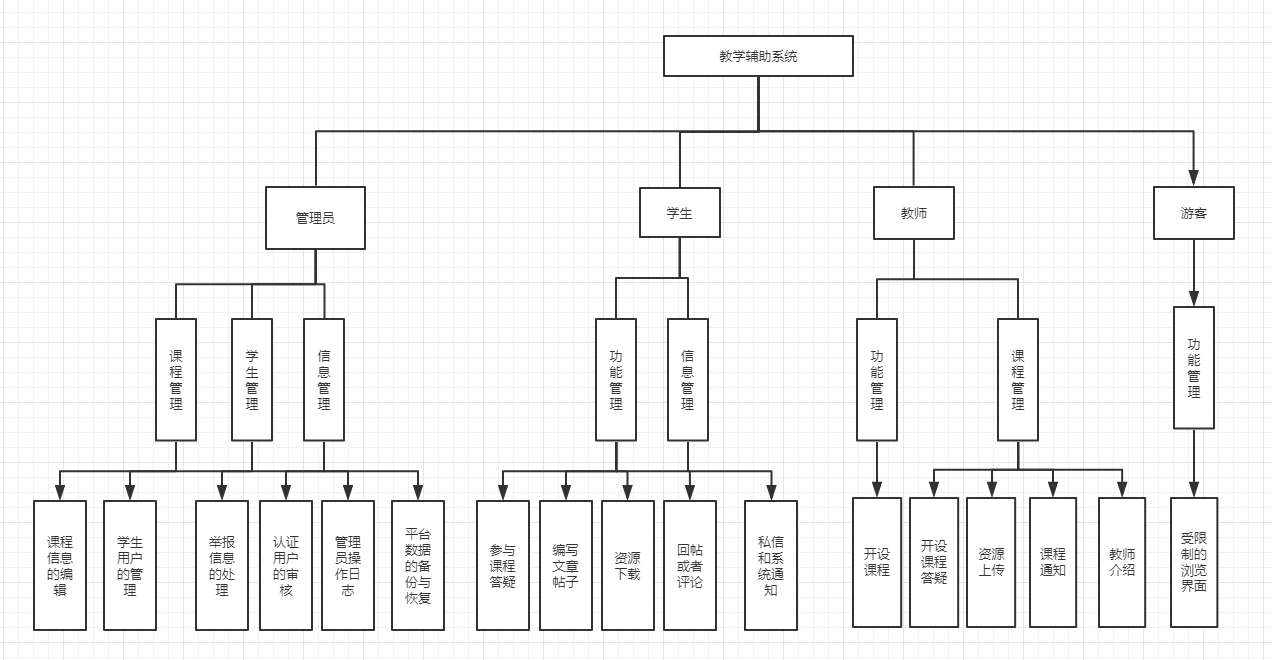 教学辅助系统
管理员
学生
教师
游客
课
程
管
理
学
生
管
理
信
息
管
理
功
能
管
理
信
息
管
理
功
能
管
理
课
程
管
理
功
能
管
理
课程
信息
的编
辑
学生
用户
的管
理
举报
信息
的处
理
认证
用户
的审
核
管理
员操
作日
志
平台
数据
的备
份与
恢复
参与
课程
答疑
编写
文章
帖子
资源
下载
回帖
或者
评论
私信
和系
统通
知
开设
课程
开设
课程
答疑
资源
上传
课程
通知
教师
介绍
受限
制的
浏览
界面